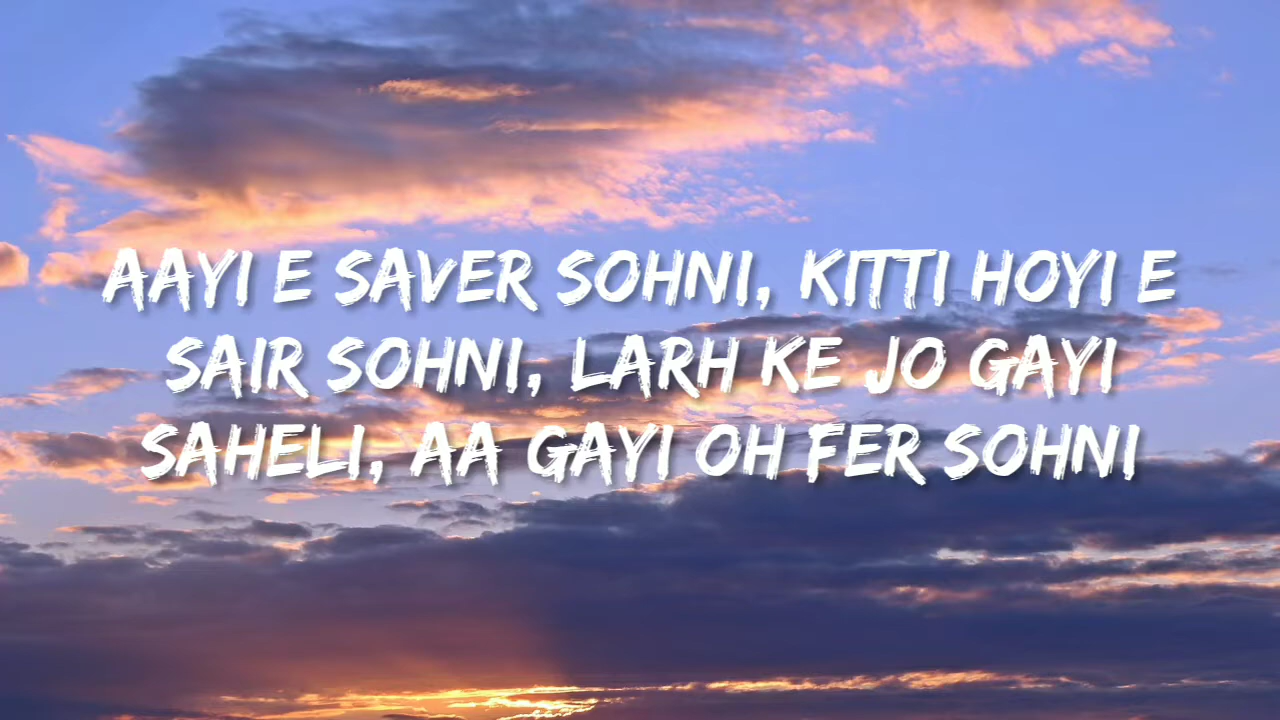 AAYI E SAVER SOHNI, KITTI HOYI E
SAIR SOHNI, LARH KE JO GAYI
SAHELI, AA GAYI OH FER SOHNI